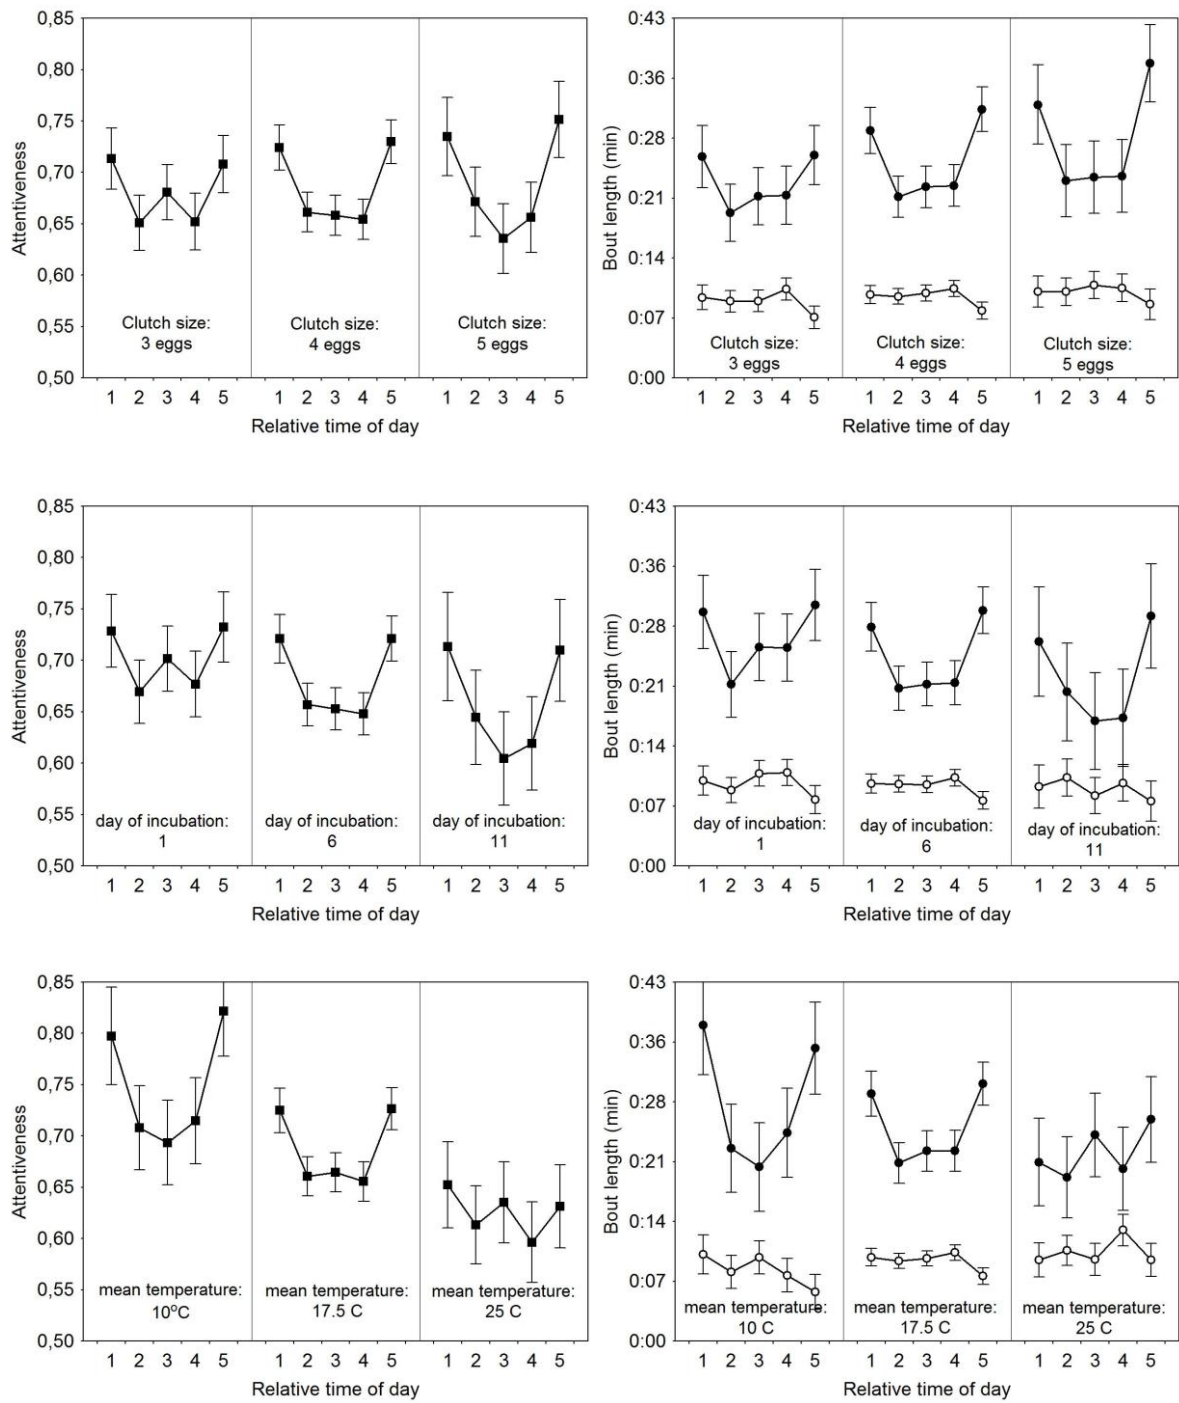 Attentiveness
0,85
0,80
0,75
0,70
0,65
0,60
0,55
0,50
Clutch size:
3 eggs
Clutch size:
4 eggs
Clutch size:
5 eggs
1 2 3 4 5 1 2 3 4 5 1 2 3 4 5
Relative time of day
Bout length (min)
0:43
0:36
0:28
0:21
0:14
0:07
0:00
Clutch size:
3 eggs
Clutch size:
4 eggs
Clutch size:
5 eggs
1 2 3 4 5 1 2 3 4 5 1 2 3 4 5
Relative time of day
Attentiveness
0,85
0,80
0,75
0,70
0,65
0,60
0,55
0,50
day of incubation:
1
day of incubation:
6
day of incubation:
11
1 2 3 4 5 1 2 3 4 5 1 2 3 4 5
Relative time of day
Bout length (min)
0:43
0:36
0:28
0:21
0:14
0:07
0:00
day of incubation:
1
day of incubation:
6
day of incubation:
11
1 2 3 4 5 1 2 3 4 5 1 2 3 4 5
Relative time of day
Attentiveness
0,85
0,80
0,75
0,70
0,65
0,60
0,55
0,50
mean temperature:
10°C
mean temperature:
17.5 C
mean temperature:
25 C
1 2 3 4 5 1 2 3 4 5 1 2 3 4 5
Relative time of day
Bout length (min)
0:43
0:36
0:28
0:21
0:14
0:07
0:00
mean temperature:
10 C
mean temperature:
17.5 C
mean temperature:
25 C
1 2 3 4 5 1 2 3 4 5 1 2 3 4 5
Relative time of day